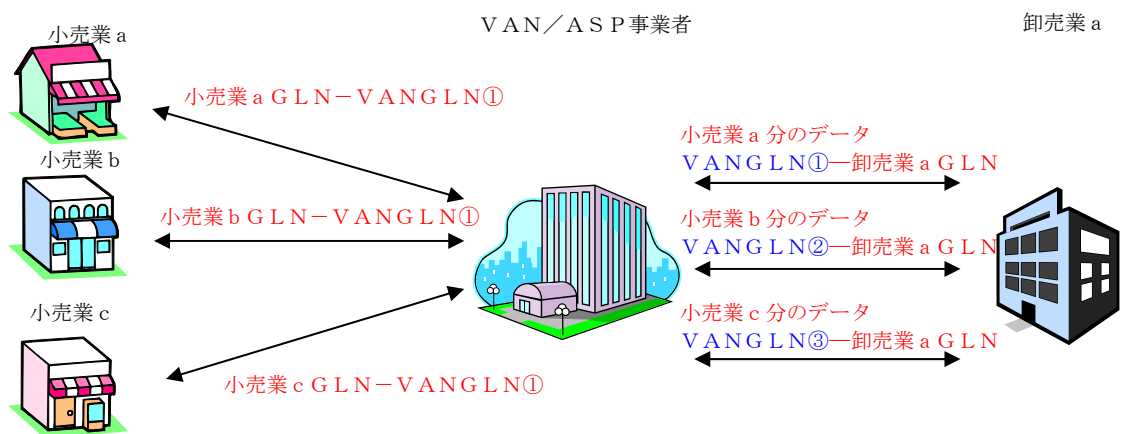 小売業a
VAN/ASP事業者
卸売業a
小売業aGLN-VANGLN①
小売業a分のデータ
VANGLN①―卸売業aGLN
小売業b
小売業bGLN-VANGLN①
小売業b分のデータ
VANGLN②―卸売業aGLN
小売業c
小売業c分のデータ
VANGLN③―卸売業aGLN
小売業cGLN-VANGLN①